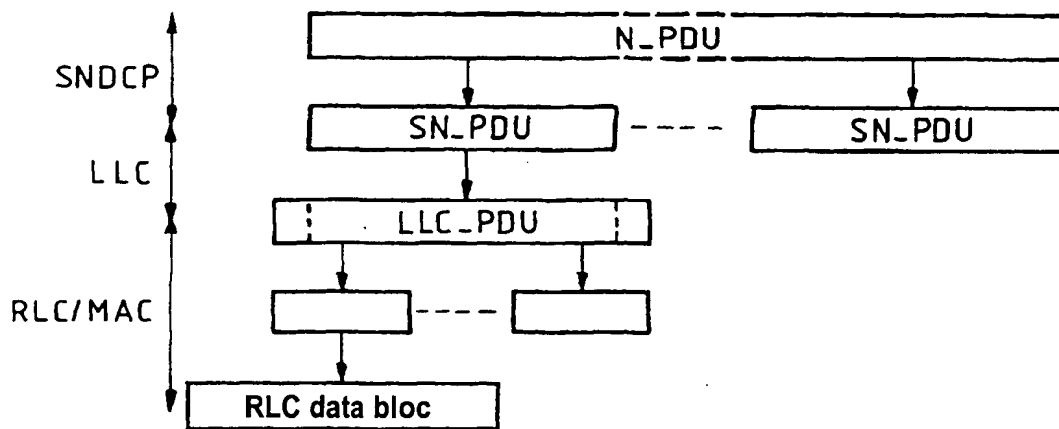 N_PDU
SNDCP
SN_PDU
SN_PDU
LLC
LLC_PDU
RLC/MAC
RLC data bloc